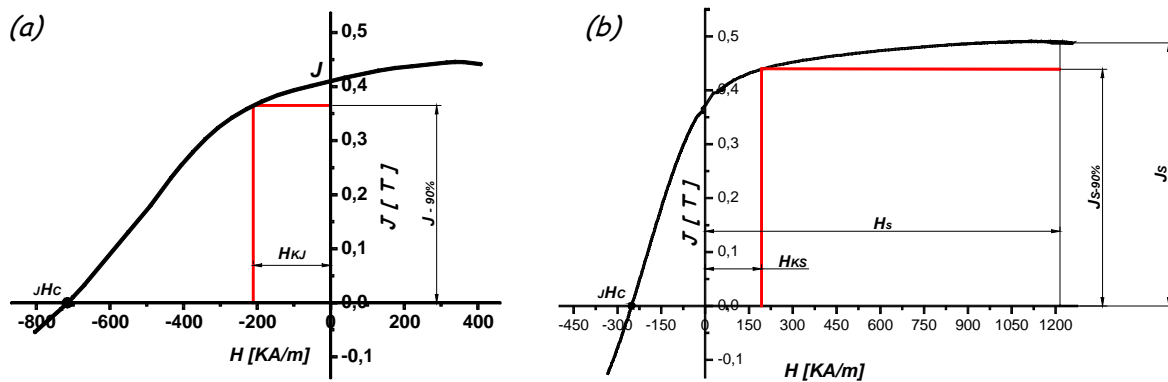 (a)
0,5
0,4
0,3
0,2
0,1
0,0
-0,1
J
J [ T ]
J - 90%
HKJ
JHC
-800 -600 -400 -200 0 200 400
H [KA/m]
(b)
0,5
0,4
0,3
0,2
0,1
0,0
-0,1
J [ T ]
JS-90%
JS
HS
HKS
JHC
-450 -300 -150 0 150 300 450 600 750 900 1050 1200
H [KA/m]